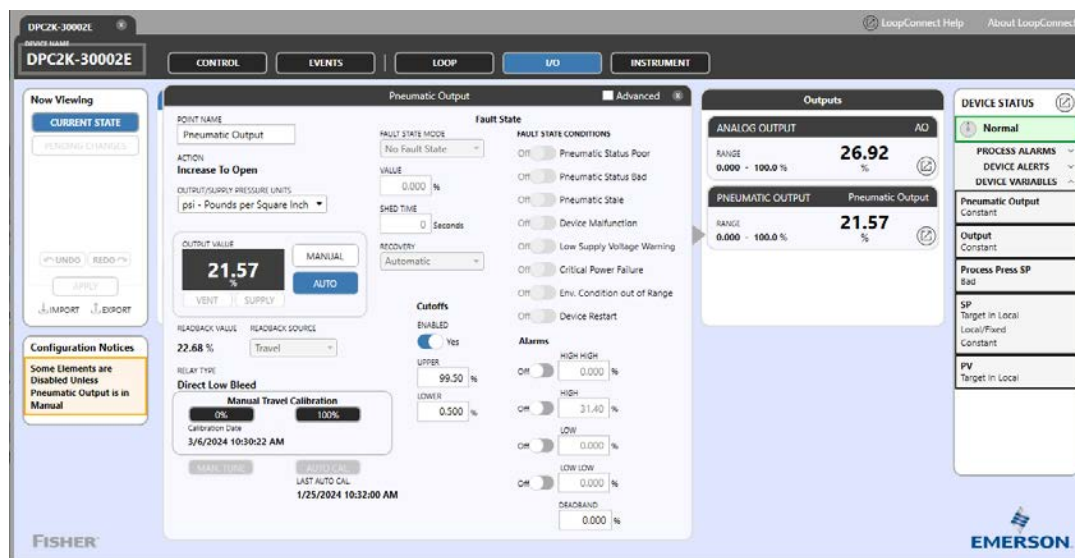 DPC2K-30002E
LoopConnect Help
About LoopConnect
DEVICE NAME
DPC2K-30002E
CONTROL
EVENTS
LOOP
I/O
INSTRUMENT
Now Viewing
CURRENT STATE
PENDING CHANGES
UNDO
REDO
APPLY
IMPORT
EXPORT
Configuration Notices
Some Elements are
Disabled Unless
Pneumatic Output is in
Manual
Pneumatic Output
Advanced
POINT NAME
Pneumatic Output
ACTION
Increase To Open
OUTPUT/SUPPLY PRESSURE UNITS
psi - Pounds per Square Inch
OUTPUT VALUE
21.57
%
MANUAL
AUTO
VENT
SUPPLY
READBACK VALUE
READBACK SOURCE
22.68 %
Travel
RELAY TYPE
Direct Low Bleed
Manual Travel Calibration
0%
100%
Calibration Date
3/6/2024 10:30:22 AM
MAN. TUNE
AUTO CAL.
LAST AUTO CAL.
1/25/2024 10:32:00 AM
Fault State
FAULT STATE MODE
No Fault State
VALUE
0.000 %
SHED TIME
0 Seconds
RECOVERY
Automatic
Cutoffs
ENABLED
Yes
UPPER
99.50 %
LOWER
0.500 %
FAULT STATE CONDITIONS
Off Pneumatic Status Poor
Off Pneumatic Status Bad
Off Pneumatic Stale
Off Device Malfunction
Off Low Supply Voltage Warning
Off Critical Power Failure
Off Env. Condition out of Range
Off Device Restart
Alarms
HIGH HIGH
Off 0.000 %
HIGH
Off 31.40 %
LOW
Off 0.000 %
LOW LOW
Off 0.000 %
DEADBAND
0.000 %
Outputs
ANALOG OUTPUT AO
RANGE
0.000 - 100.0 %
26.92
%
PNEUMATIC OUTPUT Pneumatic Output
RANGE
0.000 - 100.0 %
21.57
%
DEVICE STATUS
Normal
PROCESS ALARMS
DEVICE ALERTS
DEVICE VARIABLES
Pneumatic Output
Constant
Output
Constant
Process Press SP
Bad
SP
Target In Local
Local/Fixed
Constant
PV
Target In Local
FISHER
EMERSON